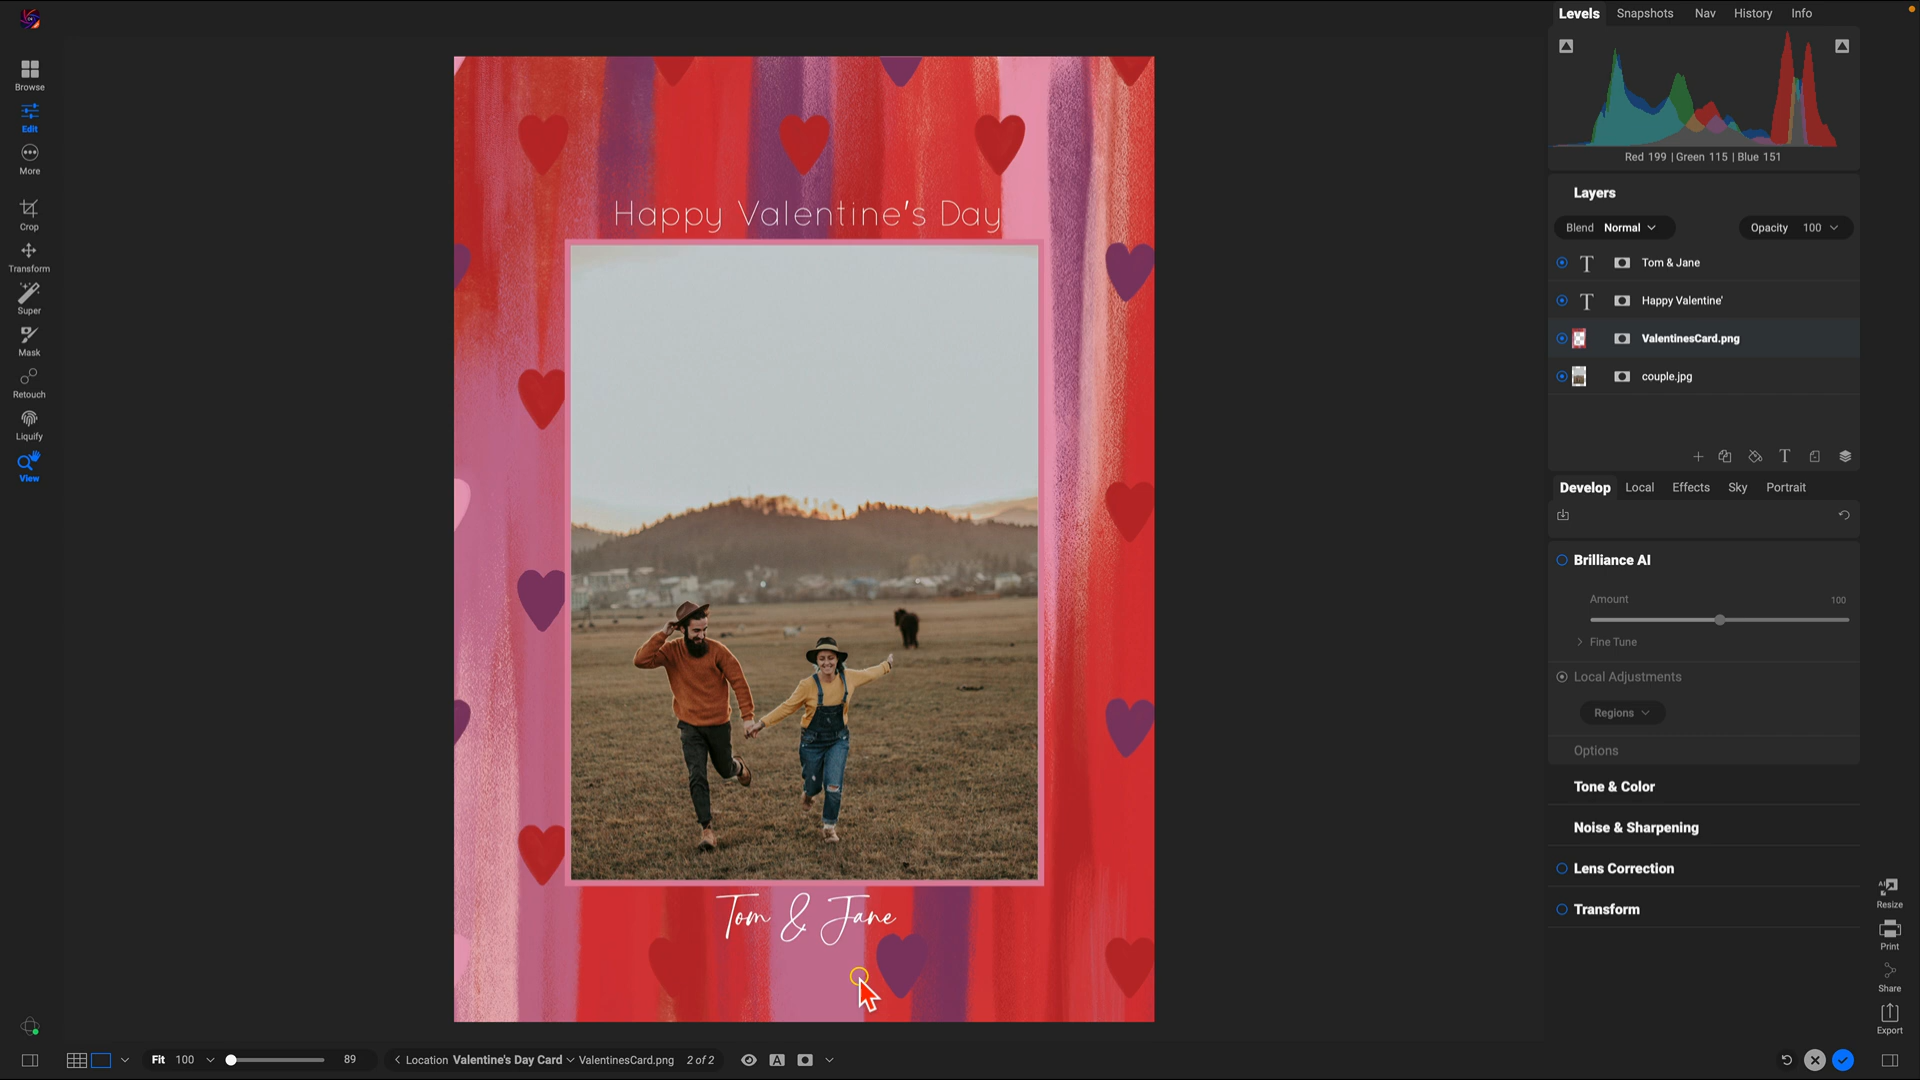 Levels Snapshots Nav History Info
Browse
Edit
More
Crop
Transform
Super
Mask
Retouch
Liquify
View
Happy Valentine's Day
Tom & Jane
Red 199 | Green 115 | Blue 151
Layers
Blend Normal Opacity 100
T Tom & Jane
T Happy Valentine'
ValentinesCard.png
couple.jpg
T
Develop Local Effects Sky Portrait
Brilliance AI
Amount 100
Fine Tune
Local Adjustments
Regions
Options
Tone & Color
Noise & Sharpening
Lens Correction
Transform
AI
Resize
Print
Share
Export
Fit 100 89 Location Valentine's Day Card ValentinesCard.png 2 of 2 A